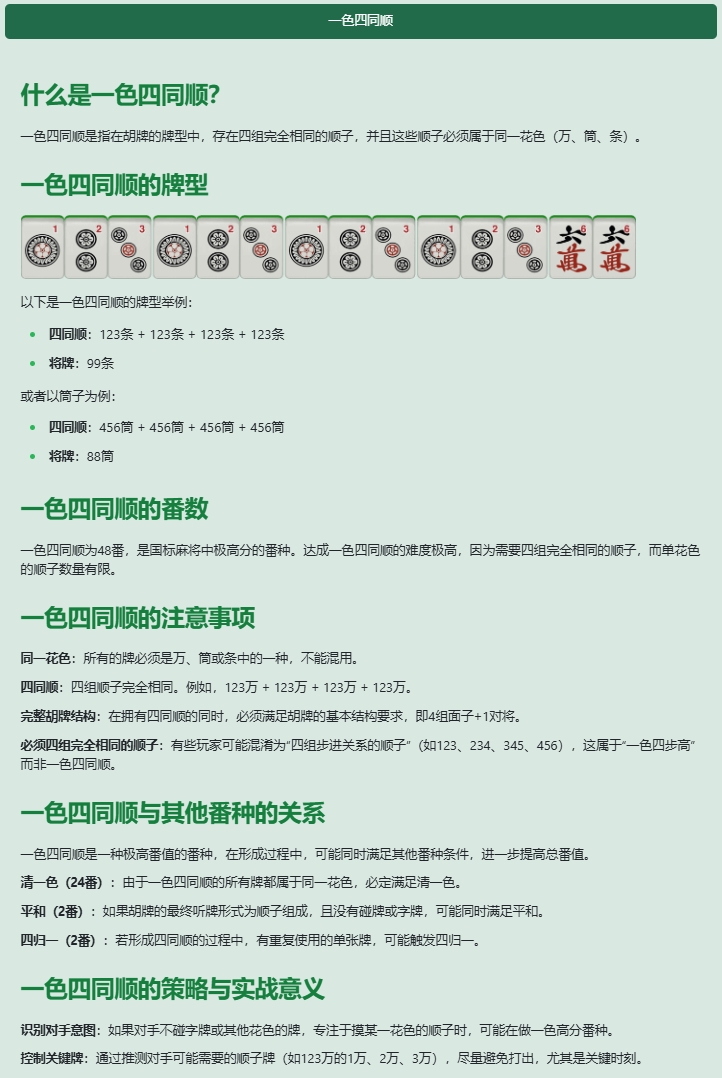 一色四同顺
什么是一色四同顺？
一色四同顺是指在胡牌的牌型中，存在四组完全相同的顺子，并且这些顺子必须属于同一花色（万、筒、条）。
一色四同顺的牌型
1 2 3 1 2 3 1 2 3 1 2 3 6 6
六萬 六萬
以下是一色四同顺的牌型举例：
四同顺：123条 + 123条 + 123条 + 123条
将牌：99条
或者以筒子为例：
四同顺：456筒 + 456筒 + 456筒 + 456筒
将牌：88筒
一色四同顺的番数
一色四同顺为48番，是国标麻将中极高分的番种。达成一色四同顺的难度极高，因为需要四组完全相同的顺子，而单花色
的顺子数量有限。
一色四同顺的注意事项
同一花色：所有的牌必须是万、筒或条中的一种，不能混用。
四同顺：四组顺子完全相同。例如，123万 + 123万 + 123万 + 123万。
完整胡牌结构：在拥有四同顺的同时，必须满足胡牌的基本结构要求，即4组面子+1对将。
必须四组完全相同的顺子：有些玩家可能混淆为“四组步进关系的顺子”（如123、234、345、456），这属于“一色四步高”
而非一色四同顺。
一色四同顺与其他番种的关系
一色四同顺是一种极高番值的番种，在形成过程中，可能同时满足其他番种条件，进一步提高总番值。
清一色（24番）：由于一色四同顺的所有牌都属于同一花色，必定满足清一色。
平和（2番）：如果胡牌的最终听牌形式为顺子组成，且没有碰牌或字牌，可能同时满足平和。
四归一（2番）：若形成四同顺的过程中，有重复使用的单张牌，可能触发四归一。
一色四同顺的策略与实战意义
识别对手意图：如果对手不碰字牌或其他花色的牌，专注于摸某一花色的顺子时，可能在做一色高分番种。
控制关键牌：通过推测对手可能需要的顺子牌（如123万的1万、2万、3万），尽量避免打出，尤其是关键时刻。